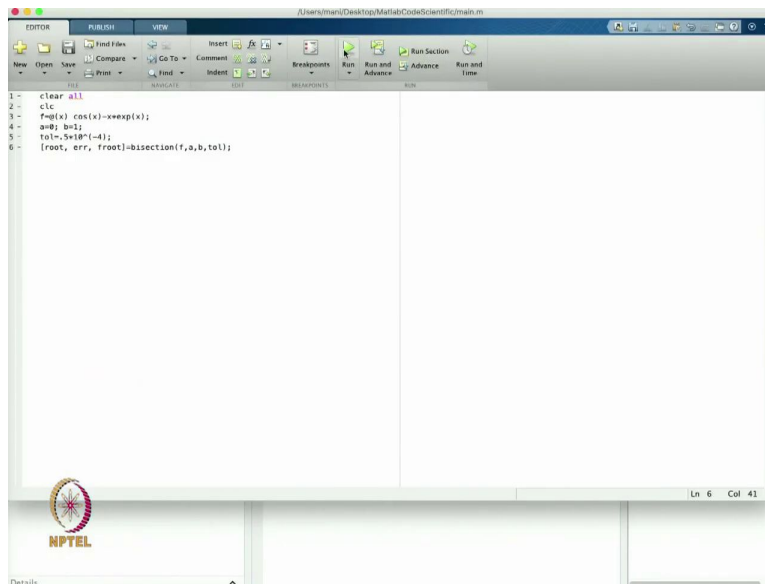 /Users/mani/Desktop/MatlabCodeScientific/main.m
EDITOR PUBLISH VIEW
New Open Save Find Files Compare Print
Go To Find
Insert fx Comment Indent
Breakpoints Run Run and Advance Run Section Advance Run and Time
FILE NAVIGATE EDIT BREAKPOINTS RUN
1 - clear all
2 - clc
3 - f=@(x) cos(x)-x*exp(x);
4 - a=0; b=1;
5 - tol=.5*10^(-4);
6 - [root, err, froot]=bisection(f,a,b,tol);
Ln 6 Col 41
NPTEL
Details